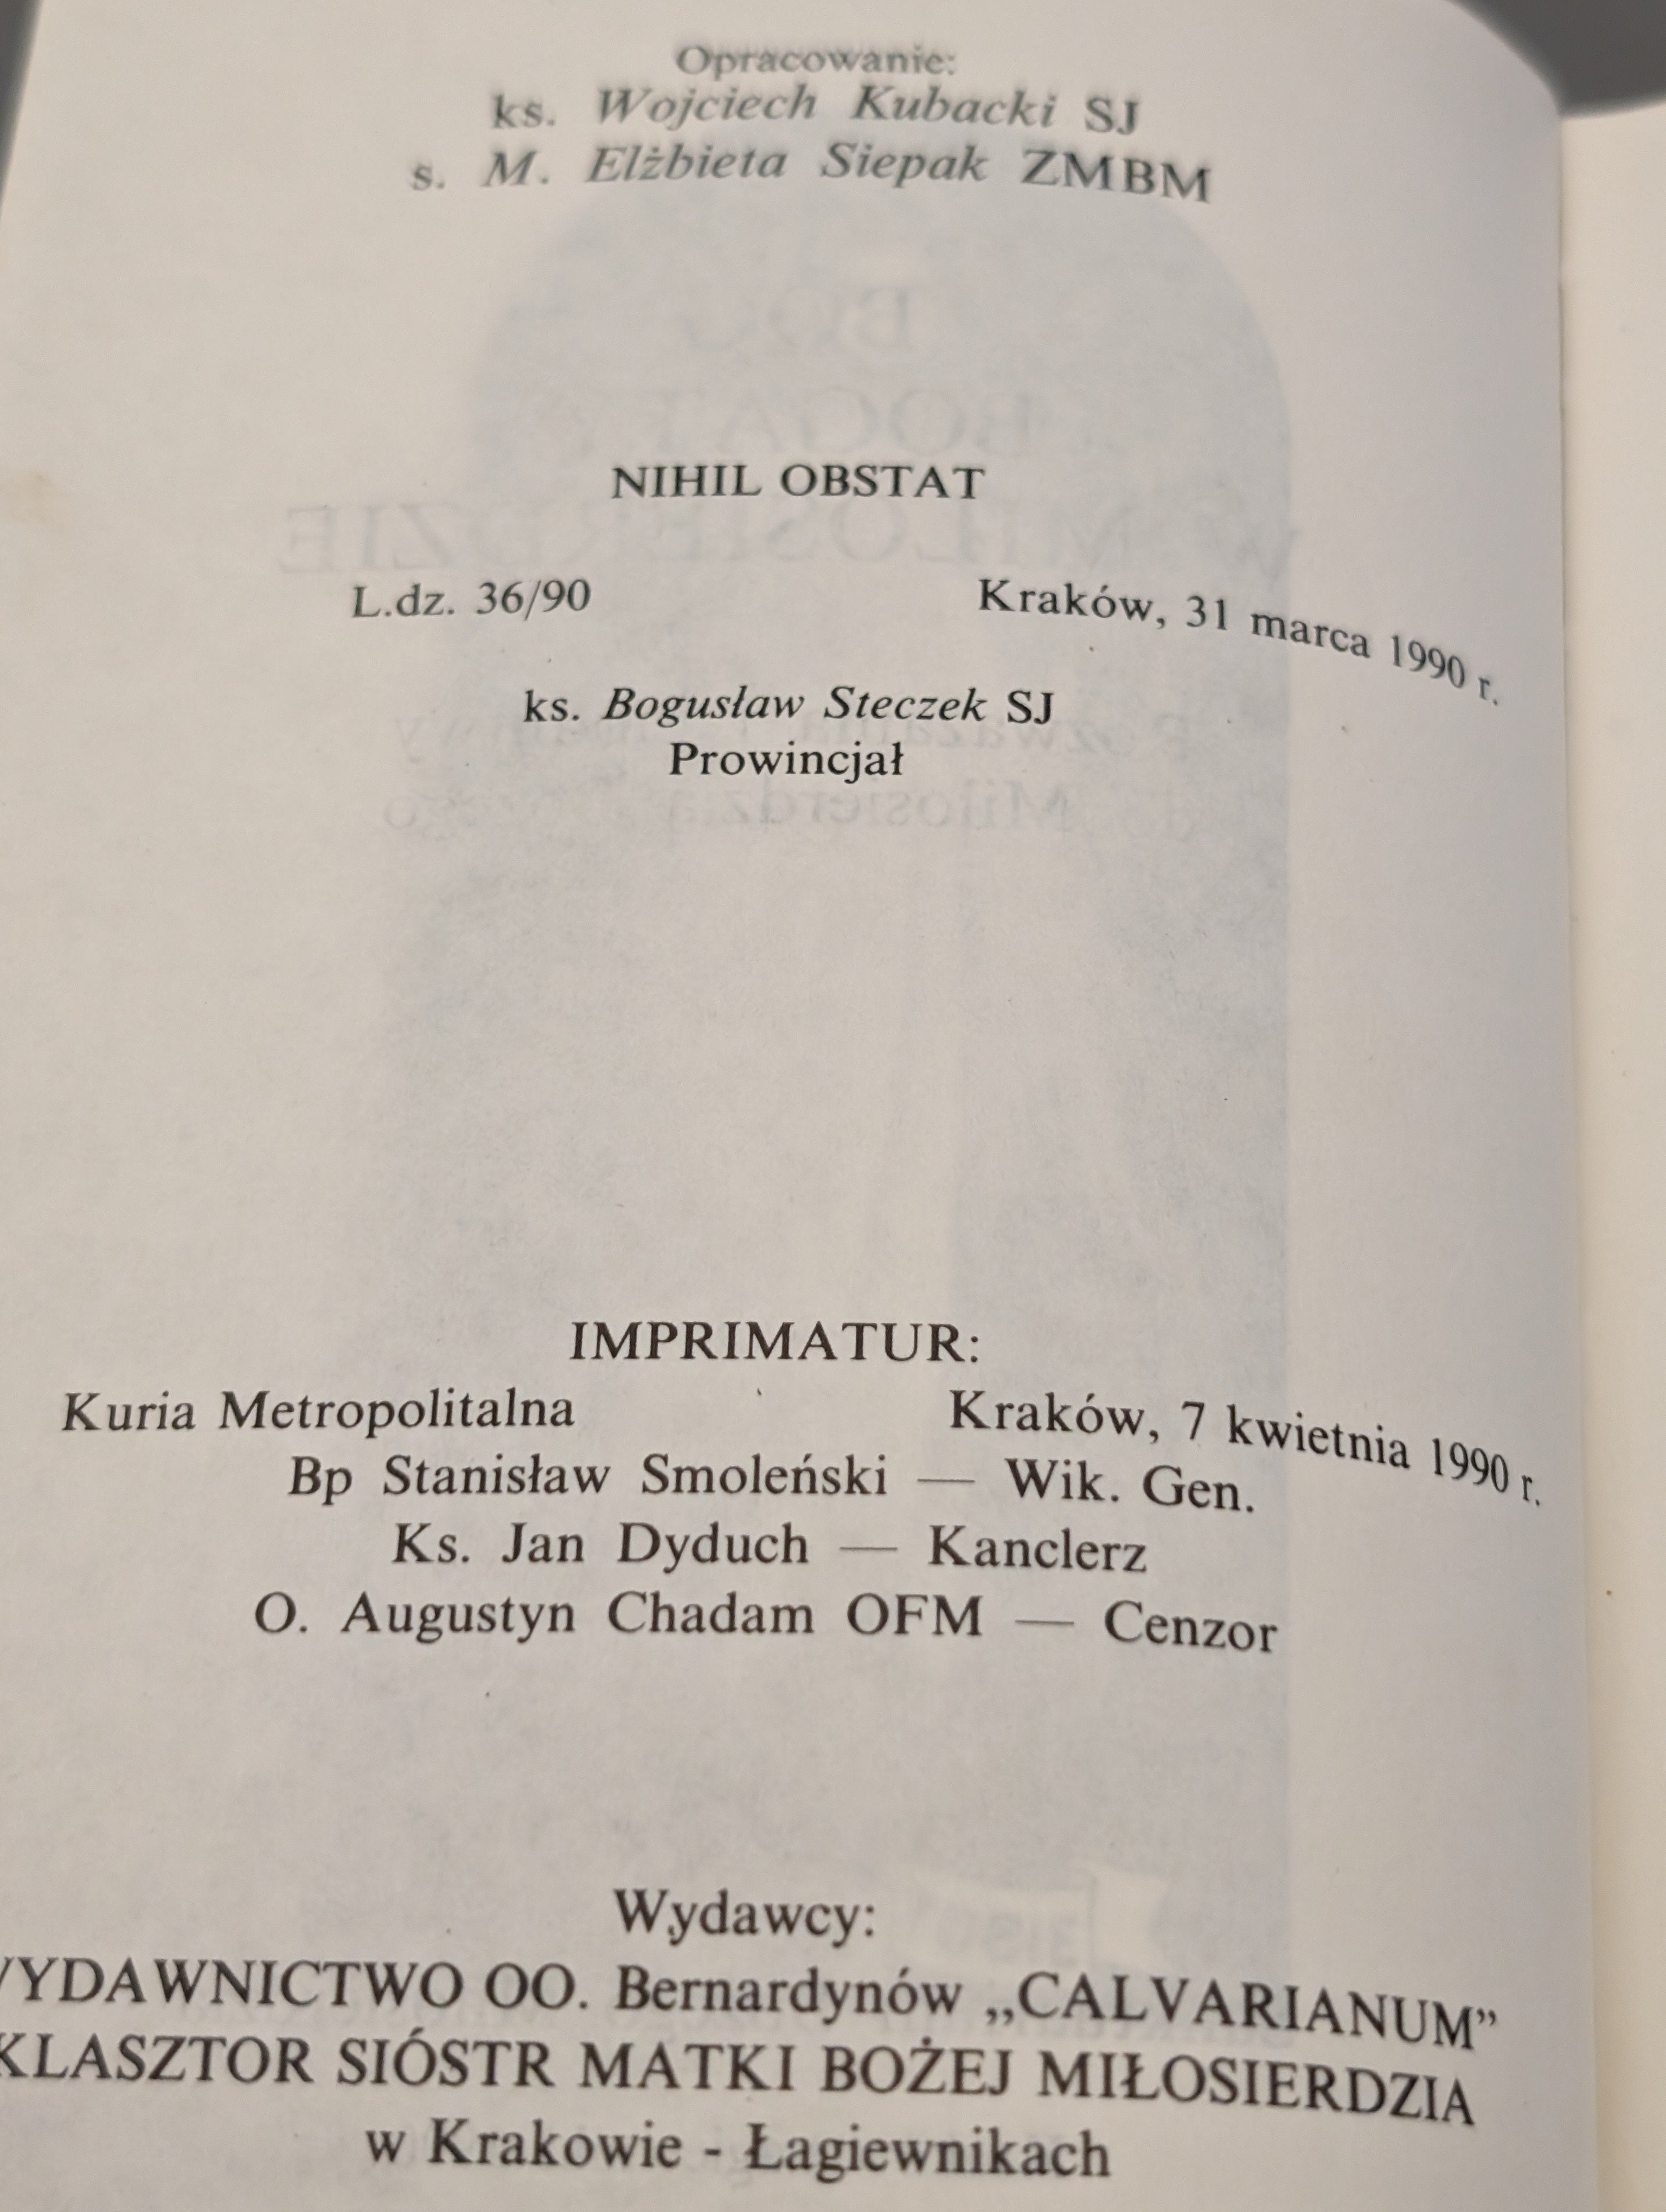 Opracowanie:
ks. Wojciech Kubacki SJ
s. M. Elżbieta Siepak ZMBM
NIHIL OBSTAT
L.dz. 36/90 Kraków, 31 marca 1990 r.
ks. Bogusław Steczek SJ
Prowincjał
IMPRIMATUR:
Kuria Metropolitalna Kraków, 7 kwietnia 1990 r.
Bp Stanisław Smoleński — Wik. Gen.
Ks. Jan Dyduch — Kanclerz
O. Augustyn Chadam OFM — Cenzor
Wydawcy:
WYDAWNICTWO OO. Bernardynów „CALVARIANUM”
KLASZTOR SIÓSTR MATKI BOŻEJ MIŁOSIERDZIA
w Krakowie - Łagiewnikach